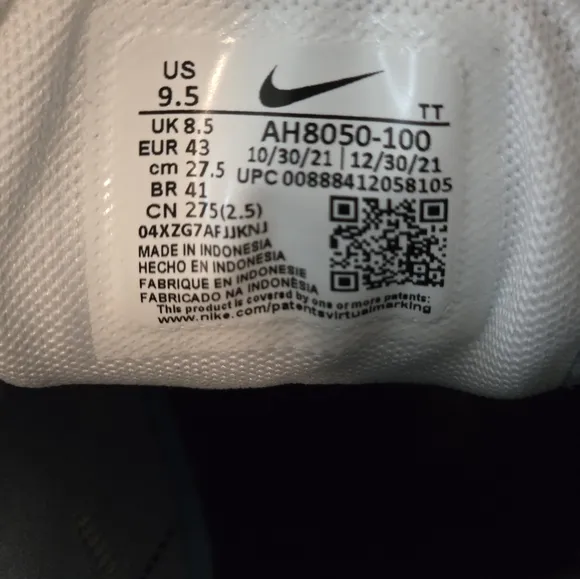 US
9.5
TT
UK 8.5
AH8050-100
EUR 43
10/30/21 | 12/30/21
cm 27.5
UPC 00888412058105
BR 41
CN 275(2.5)
04XZG7AFJJKNJ
MADE IN INDONESIA
HECHO EN INDONESIA
FABRIQUE EN INDONESIE
FABRICADO NA INDONESIA
This product is covered by one or more patents:
www.nike.com/patentsvirtualmarking